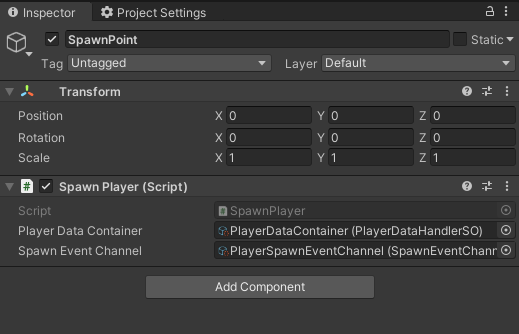 Inspector Project Settings
SpawnPoint Static
Tag Untagged Layer Default
Transform
Position X 0 Y 0 Z 0
Rotation X 0 Y 0 Z 0
Scale X 1 Y 1 Z 1
# Spawn Player (Script)
Script # SpawnPlayer
Player Data Container PlayerDataContainer (PlayerDataHandlerSO)
Spawn Event Channel PlayerSpawnEventChannel (SpawnEventChann
Add Component